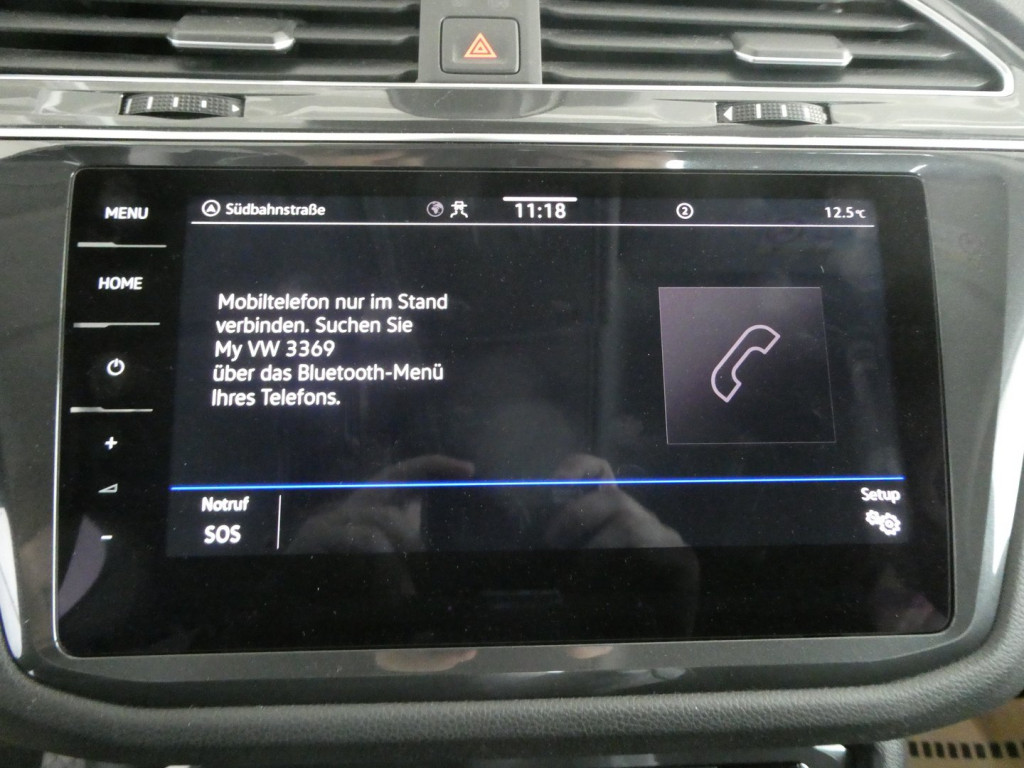 MENU
Südbahnstraße
11:18
2
12.5°C
HOME
Mobiltelefon nur im Stand
verbinden. Suchen Sie
My VW 3369
über das Bluetooth-Menü
Ihres Telefons.
+
-
Notruf
SOS
Setup